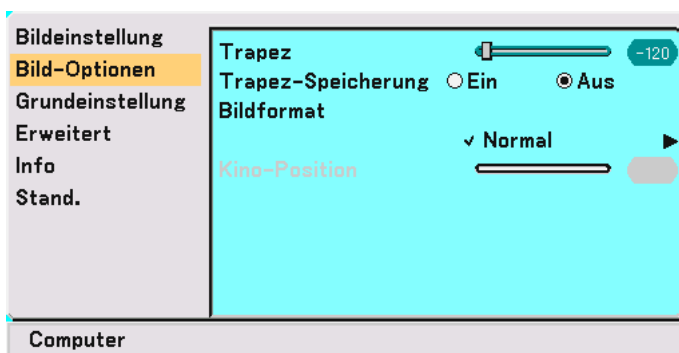 Bildeinstellung
Bild-Optionen
Grundeinstellung
Erweitert
Info
Stand.
Trapez -120
Trapez-Speicherung Ein Aus
Bildformat
✓ Normal ▶
Kino-Position
Computer